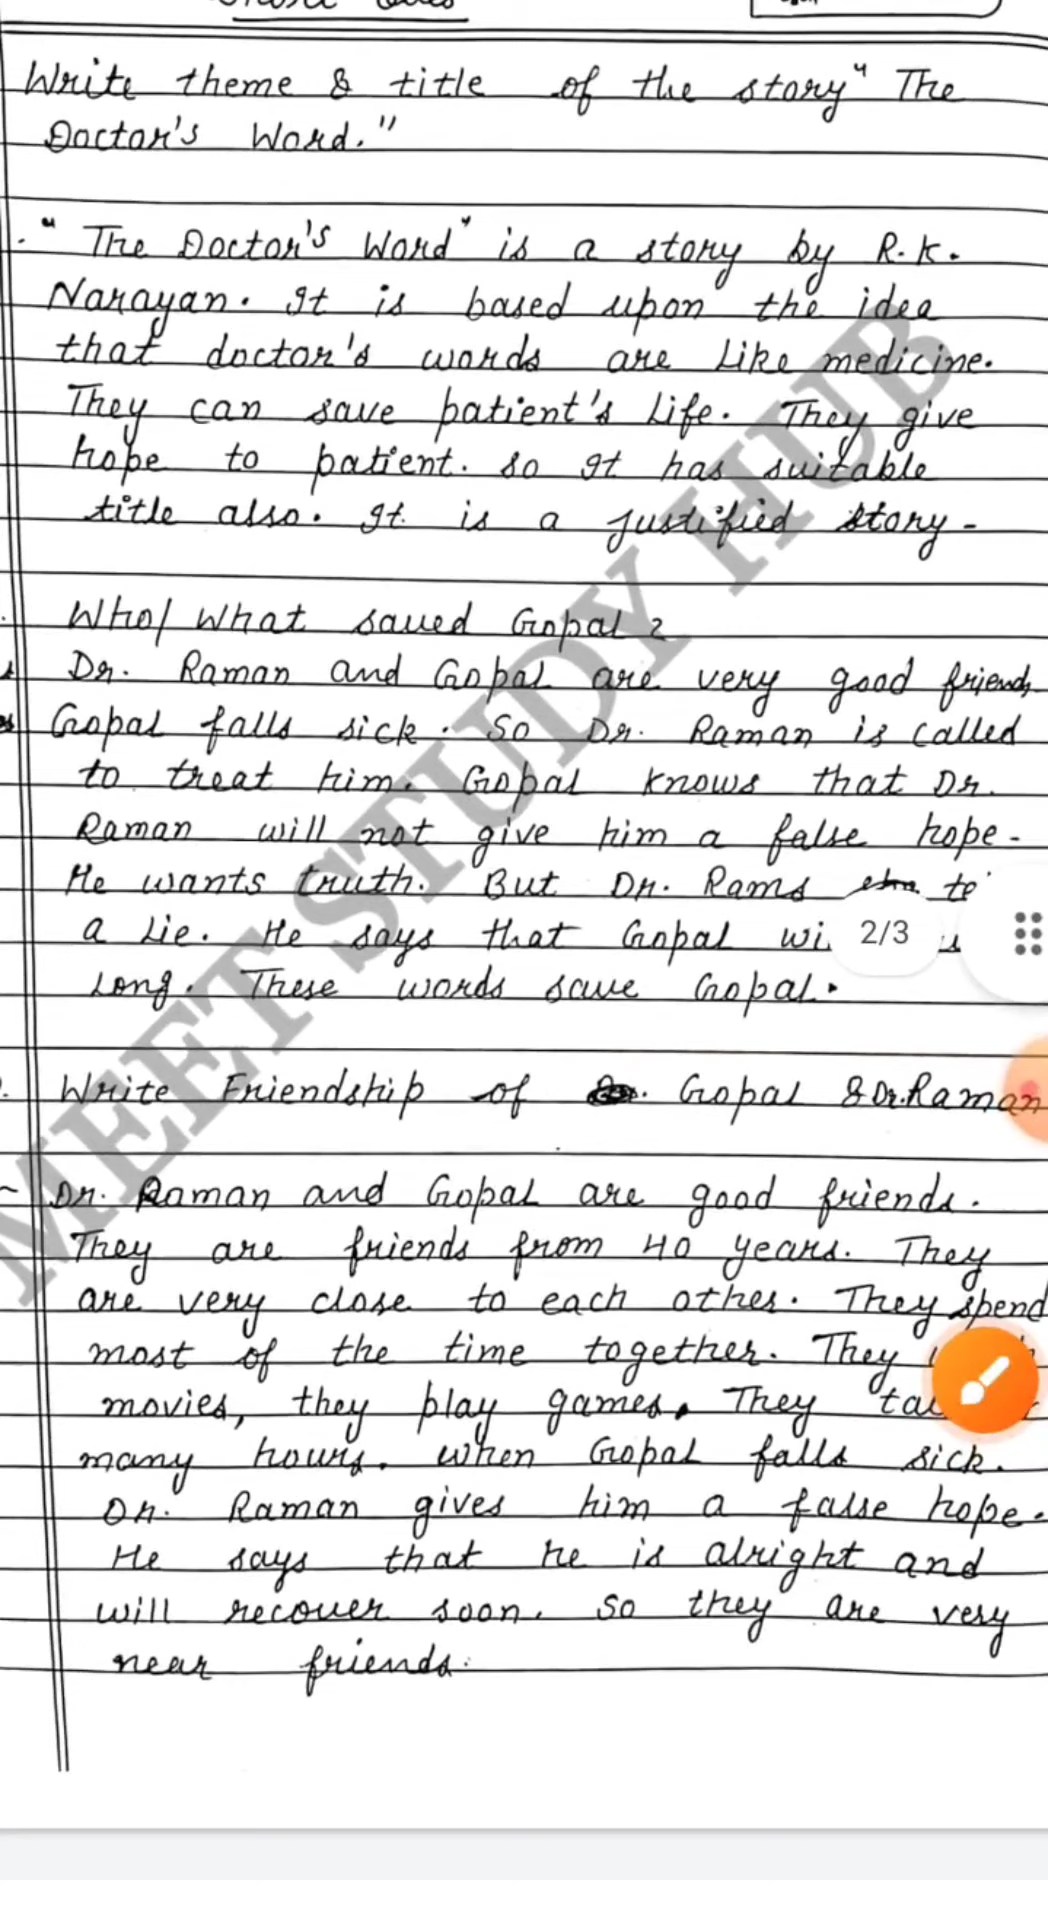 Write theme & title of the story "The
Doctor's Word."
"The Doctor's Word" is a story by R.K.
Narayan. It is based upon the idea
that doctor's words are like medicine.
They can save patient's life. They give
hope to patient. so It has suitable
title also. It is a justified story-
Who/What saved Gopal?
Dr. Raman and Gopal are very good friends
Gopal falls sick. So Dr. Raman is called
to treat him. Gopal knows that Dr.
Raman will not give him a false hope-
He wants truth. But Dr. Rama
a lie. He says that Gopal 2/3
long. These words save Gopal.
Write Friendship of Gopal & Dr.Raman
- Dr. Raman and Gopal are good friends.
They are friends from 40 years. They
are very close to each other. They spend
most of the time together. They
movies, they play games. They
many hours. when Gopal falls sick.
Dr. Raman gives him a false hope.
He says that he is alright and
will recover soon. so they are very
near friends.
MEET STUDY HUB